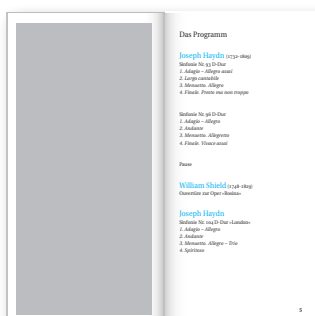 Das Programm
Joseph Haydn (1732–1809)
Sinfonie Nr. 93 D-Dur
1. Adagio – Allegro assai
2. Largo cantabile
3. Menuetto. Allegro
4. Finale. Presto ma non troppo
Sinfonie Nr. 96 D-Dur
1. Adagio – Allegro
2. Andante
3. Menuetto. Allegretto
4. Finale. Vivace assai
Pause
William Shield (1748–1829)
Ouvertüre zur Oper «Rosina»
Joseph Haydn
Sinfonie Nr. 104 D-Dur «London»
1. Adagio – Allegro
2. Andante
3. Menuetto. Allegro – Trio
4. Spiritoso
5